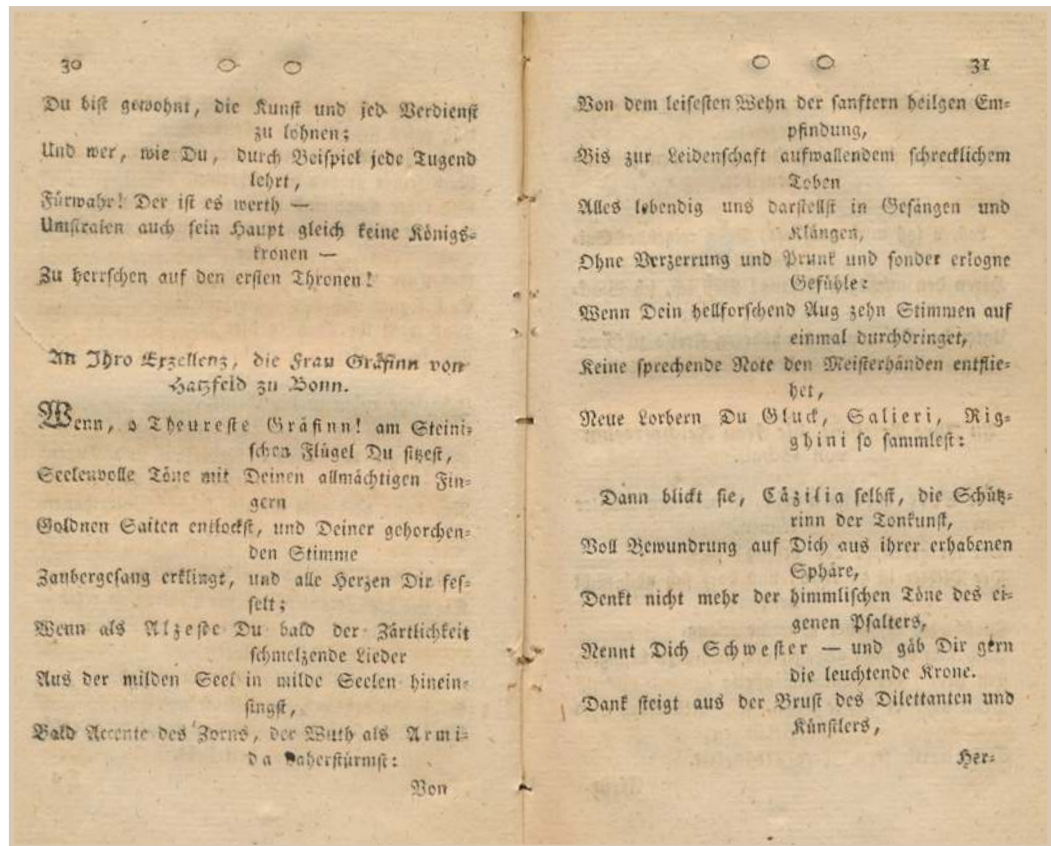 30
Du bist gewohnt, die Kunst und jed Verdienst
zu lohnen;
Und wer, wie Du, durch Beispiel jede Tugend
lehrt,
Fürwahr! Der ist es werth —
Umstralen auch sein Haupt gleich keine Königs-
kronen —
Zu herrschen auf den ersten Thronen!
An Ihro Exzellenz, die Frau Gräfinn von
Hatzfeld zu Bonn.
Wenn, o Theureste Gräfinn! am Steini-
schen Flügel Du sitzest,
Seelenvolle Töne mit Deinen allmächtigen Fin-
gern
Goldnen Saiten entlockst, und Deiner gehorchen-
den Stimme
Zaubergesang erklingt, und alle Herzen Dir fes-
selt;
Wenn als Alzeste Du bald der Zärtlichkeit
schmelzende Lieder
Aus der milden Seel in milde Seelen hinein-
singst,
Bald Accente des Zorns, der Wuth als Armi-
da daherstürmst:
Von
31
Von dem leisesten Wehn der sanftern heilgen Em-
pfindung,
Bis zur Leidenschaft aufwallendem schrecklichem
Toben
Alles lebendig uns darstellst in Gesängen und
Klängen,
Ohne Verzerrung und Prunk und sonder erlogne
Gefühle:
Wenn Dein hellforschend Aug zehn Stimmen auf
einmal durchdringet,
Keine sprechende Note den Meisterhänden entflie-
het,
Neue Lorbern Du Gluck, Salieri, Rig-
ghini so sammlest:
Dann blickt sie, Cäzilia selbst, die Schütz-
rinn der Tonkunst,
Voll Bewundrung auf Dich aus ihrer erhabenen
Sphäre,
Denkt nicht mehr der himmlischen Töne des ei-
genen Psalters,
Nennt Dich Schwester — und gäb Dir gern
die leuchtende Krone.
Dank steigt aus der Brust des Dilettanten und
Künstlers,
Her-